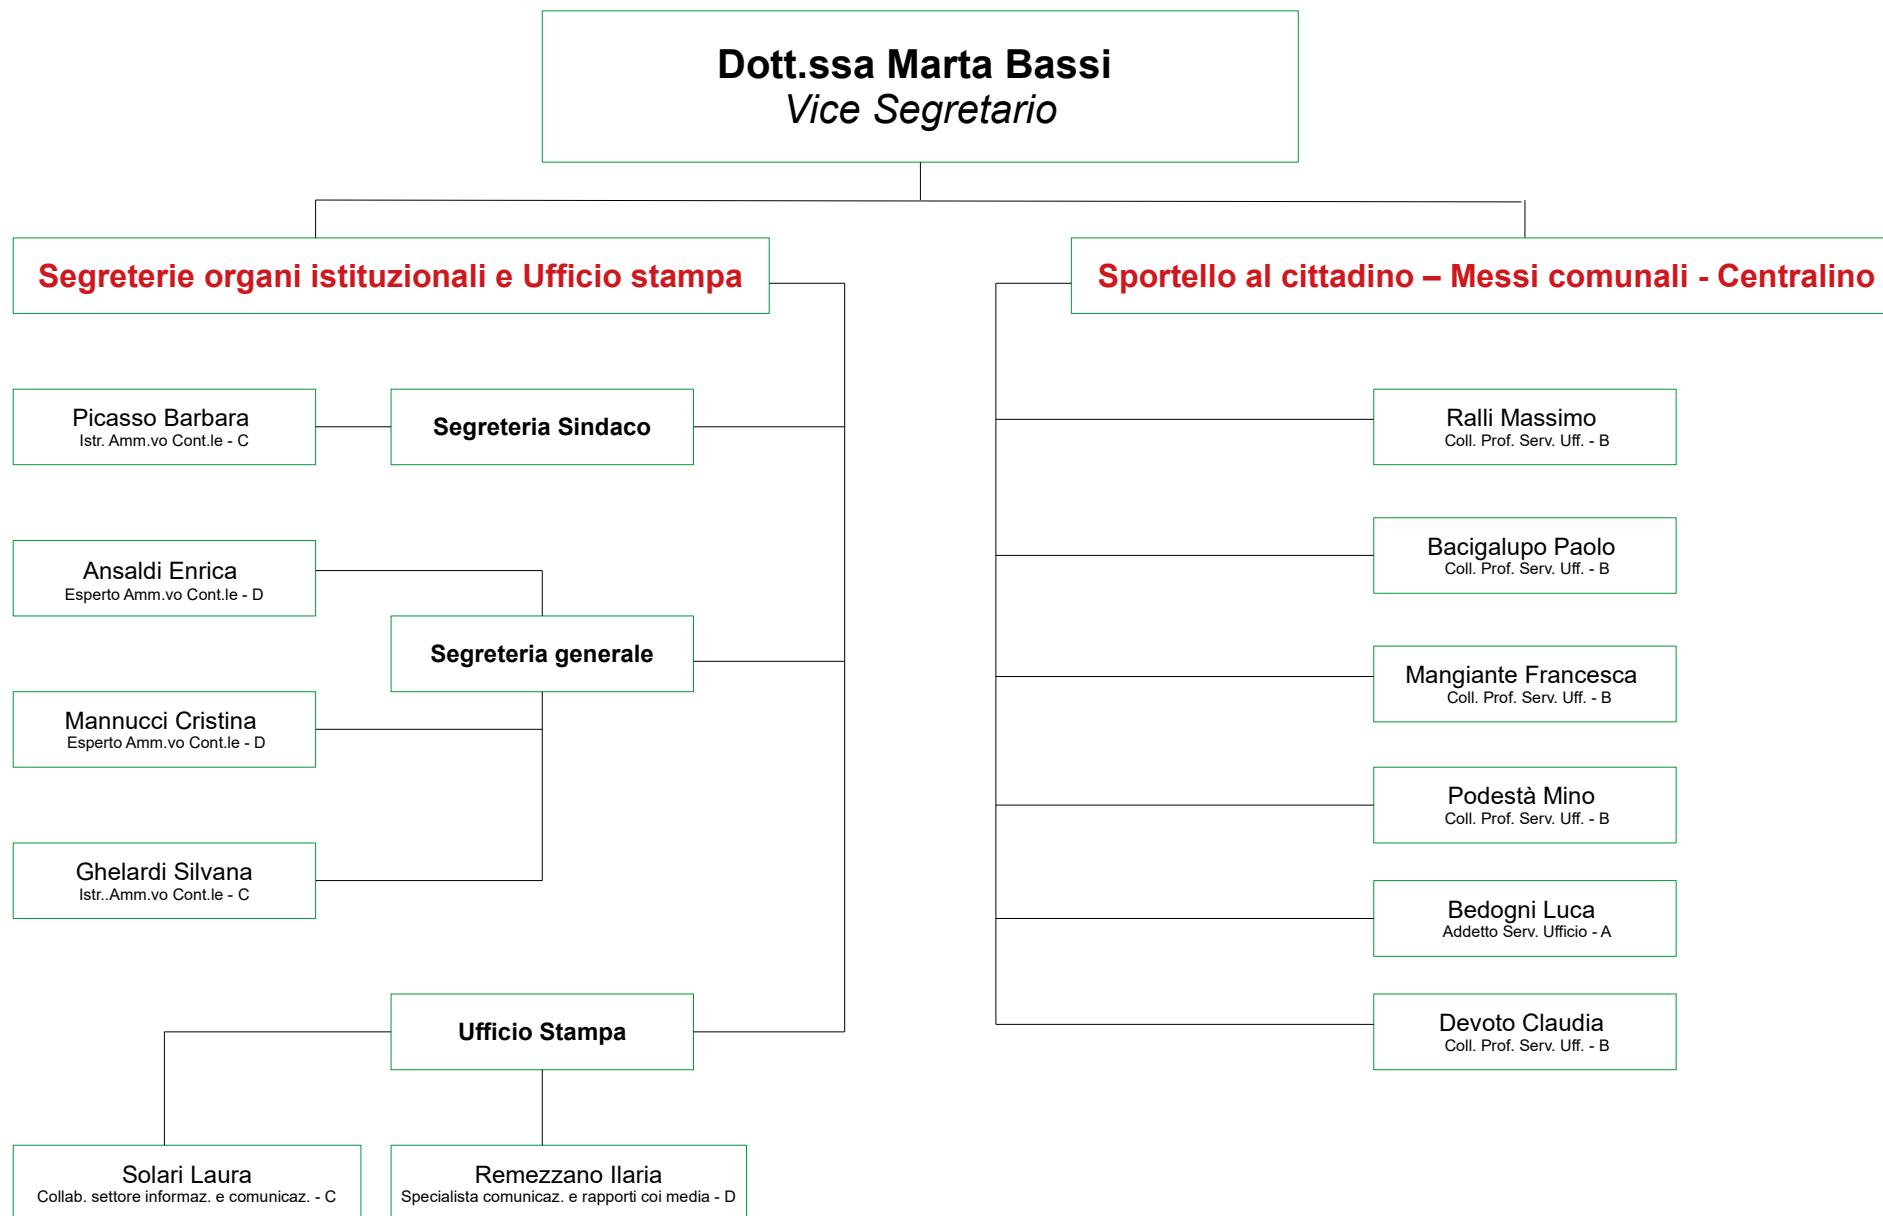 Dott.ssa Marta Bassi
Vice Segretario
Segreterie organi istituzionali e Ufficio stampa
Sportello al cittadino – Messi comunali - Centralino
Picasso Barbara
Istr. Amm.vo Cont.le - C
Segreteria Sindaco
Ansaldi Enrica
Esperto Amm.vo Cont.le - D
Segreteria generale
Mannucci Cristina
Esperto Amm.vo Cont.le - D
Ghelardi Silvana
Istr..Amm.vo Cont.le - C
Ufficio Stampa
Solari Laura
Collab. settore informaz. e comunicaz. - C
Remezzano Ilaria
Specialista comunicaz. e rapporti coi media - D
Ralli Massimo
Coll. Prof. Serv. Uff. - B
Bacigalupo Paolo
Coll. Prof. Serv. Uff. - B
Mangiante Francesca
Coll. Prof. Serv. Uff. - B
Podestà Mino
Coll. Prof. Serv. Uff. - B
Bedogni Luca
Addetto Serv. Ufficio - A
Devoto Claudia
Coll. Prof. Serv. Uff. - B